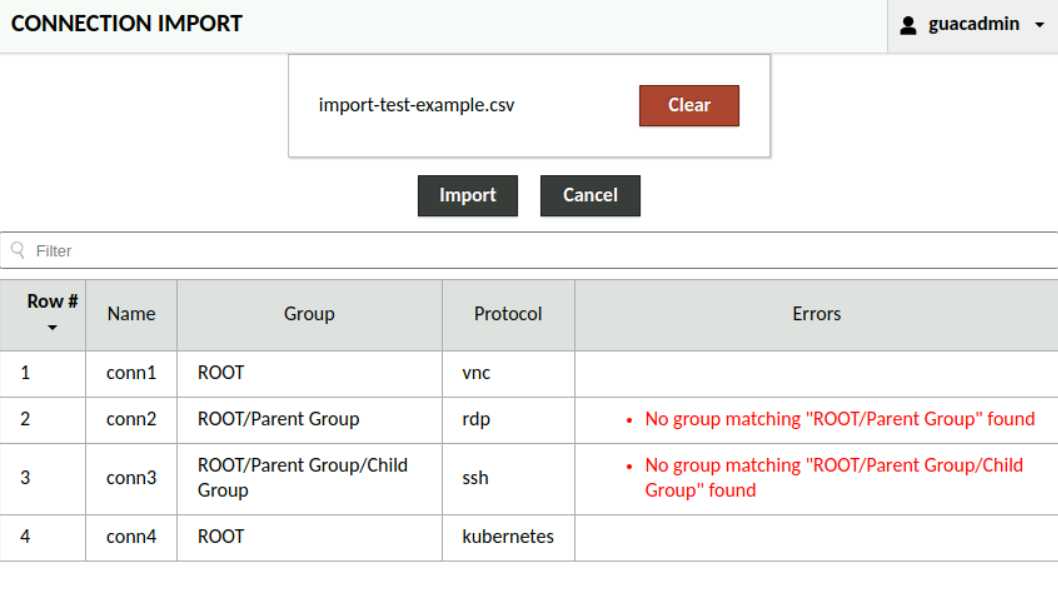 CONNECTION IMPORT
guacadmin
import-test-example.csv
Clear
Import
Cancel
Filter
Row # Name Group Protocol Errors
1 conn1 ROOT vnc
2 conn2 ROOT/Parent Group rdp • No group matching "ROOT/Parent Group" found
3 conn3 ROOT/Parent Group/Child
Group ssh • No group matching "ROOT/Parent Group/Child
Group" found
4 conn4 ROOT kubernetes